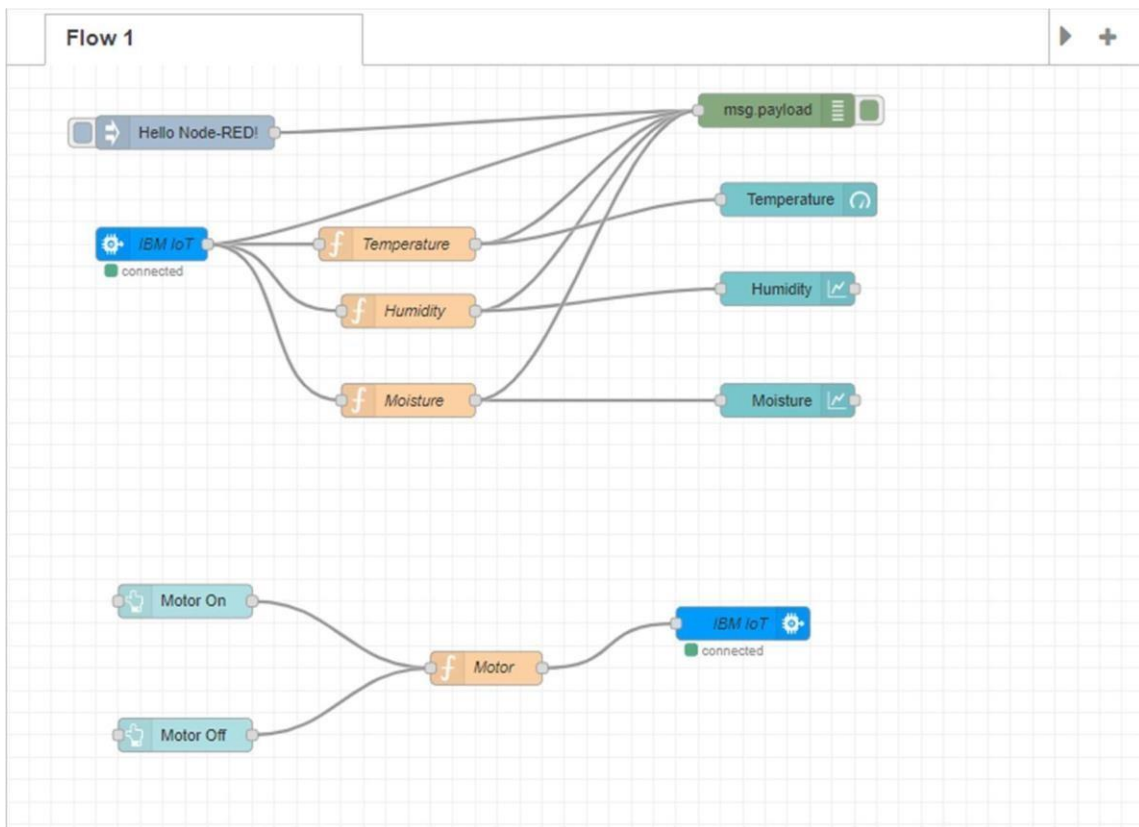 Flow 1
Hello Node-RED!
msg.payload
Temperature
IBM IoT
Temperature
connected
Humidity
Humidity
Moisture
Moisture
Motor On
IBM IoT
connected
Motor
Motor Off